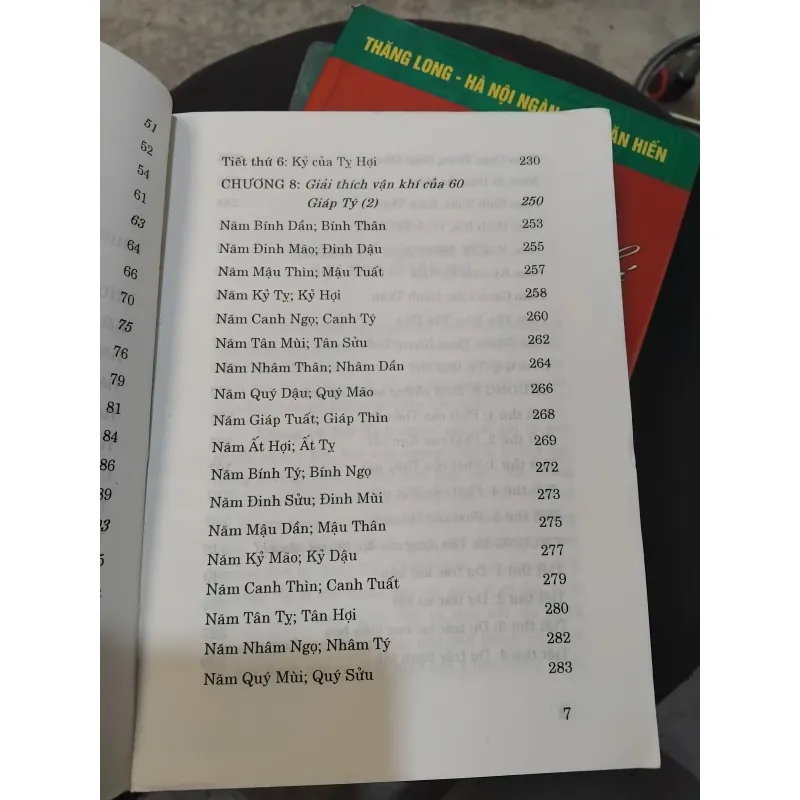 51
52
54
61
63
64
66
70
75
76
79
81
84
86
89
THĂNG LONG - HÀ NỘI NGÀN ĂN HIẾN
Tiết thứ 6: Kỷ của Tỵ Hợi 230
CHƯƠNG 8: Giải thích vận khí của 60
Giáp Tý (2) 250
Năm Bính Dần; Bính Thân 253
Năm Đinh Mão; Đinh Dậu 255
Năm Mậu Thìn; Mậu Tuất 257
Năm Kỷ Tỵ; Kỷ Hợi 258
Năm Canh Ngọ; Canh Tý 260
Năm Tân Mùi; Tân Sửu 262
Năm Nhâm Thân; Nhâm Dần 264
Năm Quý Dậu; Quý Mão 266
Năm Giáp Tuất; Giáp Thìn 268
Năm Ất Hợi; Ất Tỵ 269
Năm Bính Tý; Bính Ngọ 272
Năm Đinh Sửu; Đinh Mùi 273
Năm Mậu Dần; Mậu Thân 275
Năm Kỷ Mão; Kỷ Dậu 277
Năm Canh Thìn; Canh Tuất 279
Năm Tân Tỵ; Tân Hợi 280
Năm Nhâm Ngọ; Nhâm Tý 282
Năm Quý Mùi; Quý Sửu 283
7